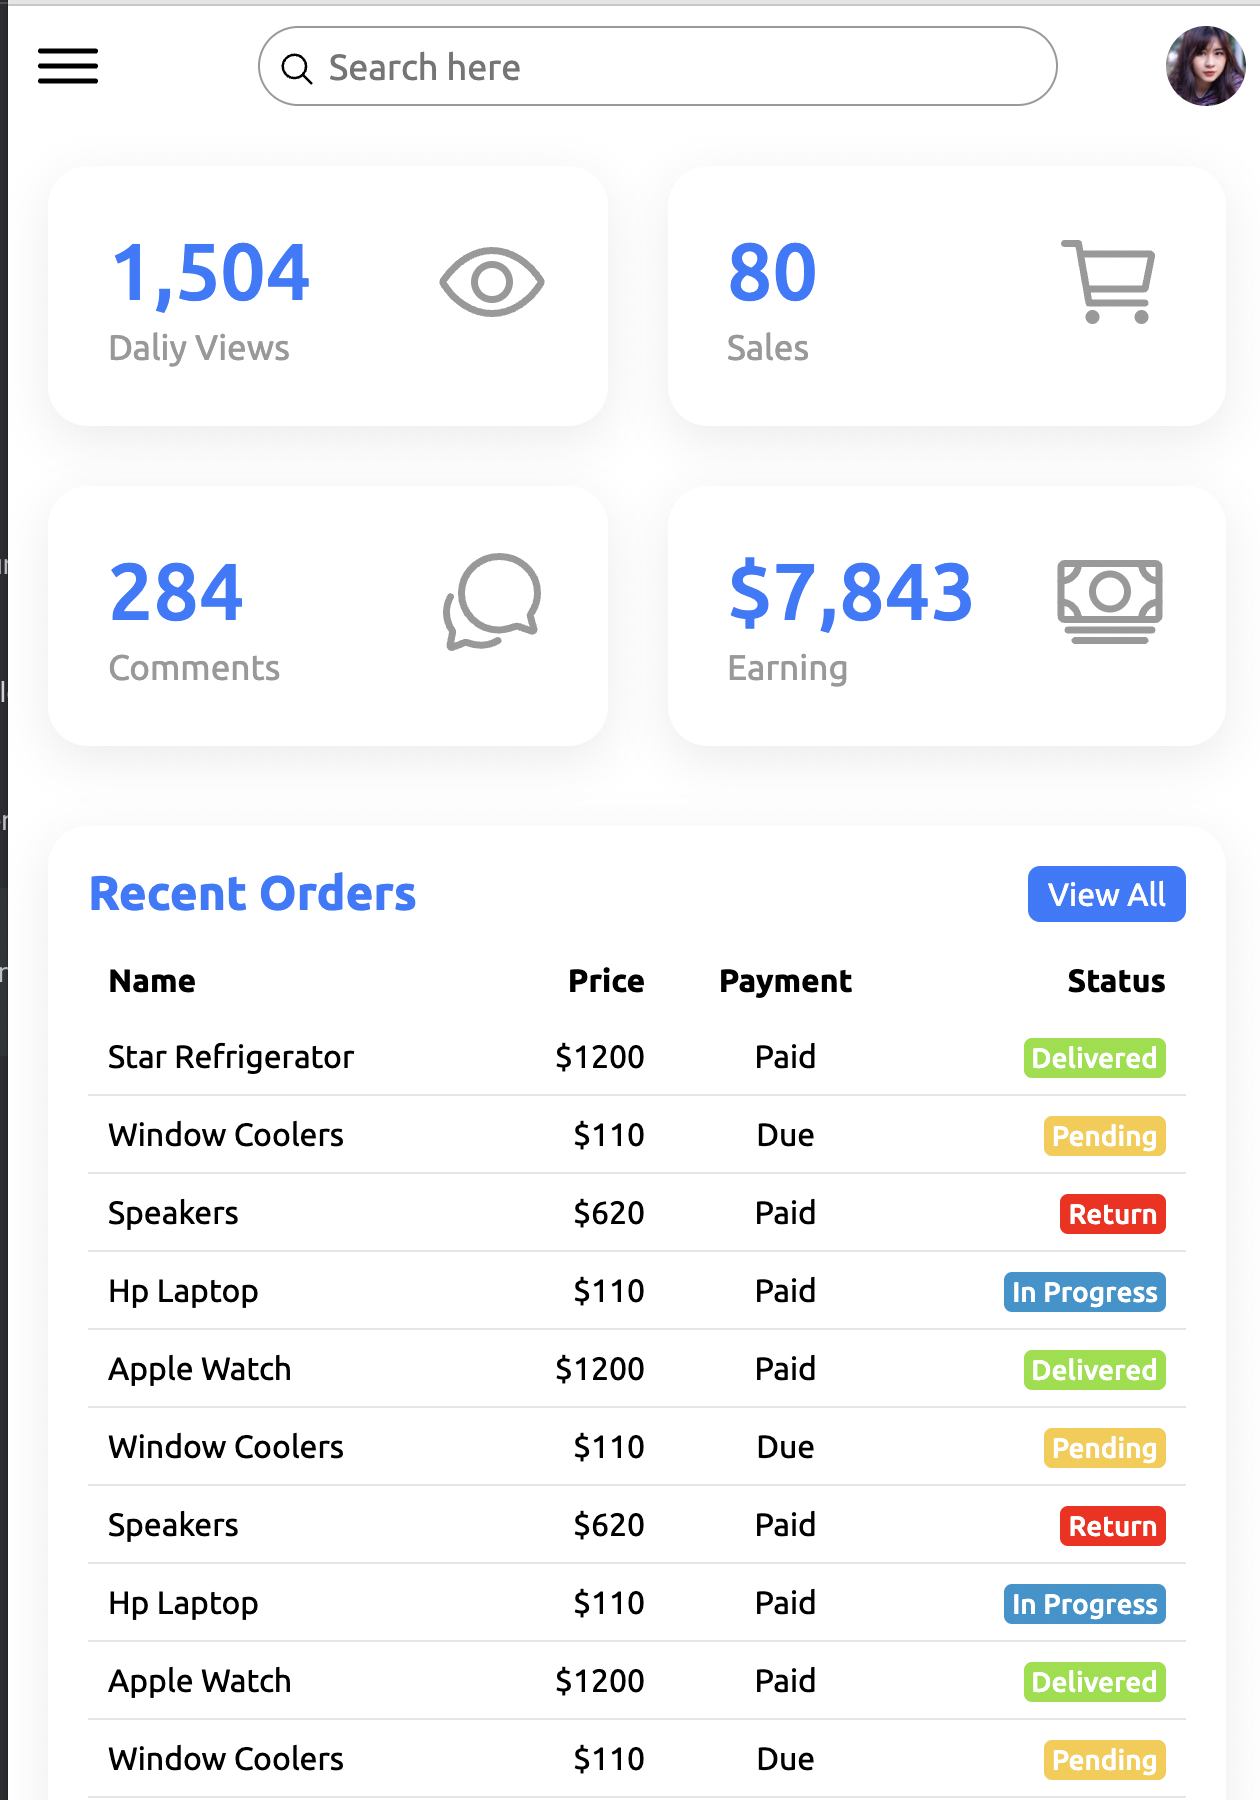 Search here
1,504
Daliy Views
80
Sales
284
Comments
$7,843
Earning
Recent Orders
View All
Name Price Payment Status
Star Refrigerator $1200 Paid Delivered
Window Coolers $110 Due Pending
Speakers $620 Paid Return
Hp Laptop $110 Paid In Progress
Apple Watch $1200 Paid Delivered
Window Coolers $110 Due Pending
Speakers $620 Paid Return
Hp Laptop $110 Paid In Progress
Apple Watch $1200 Paid Delivered
Window Coolers $110 Due Pending